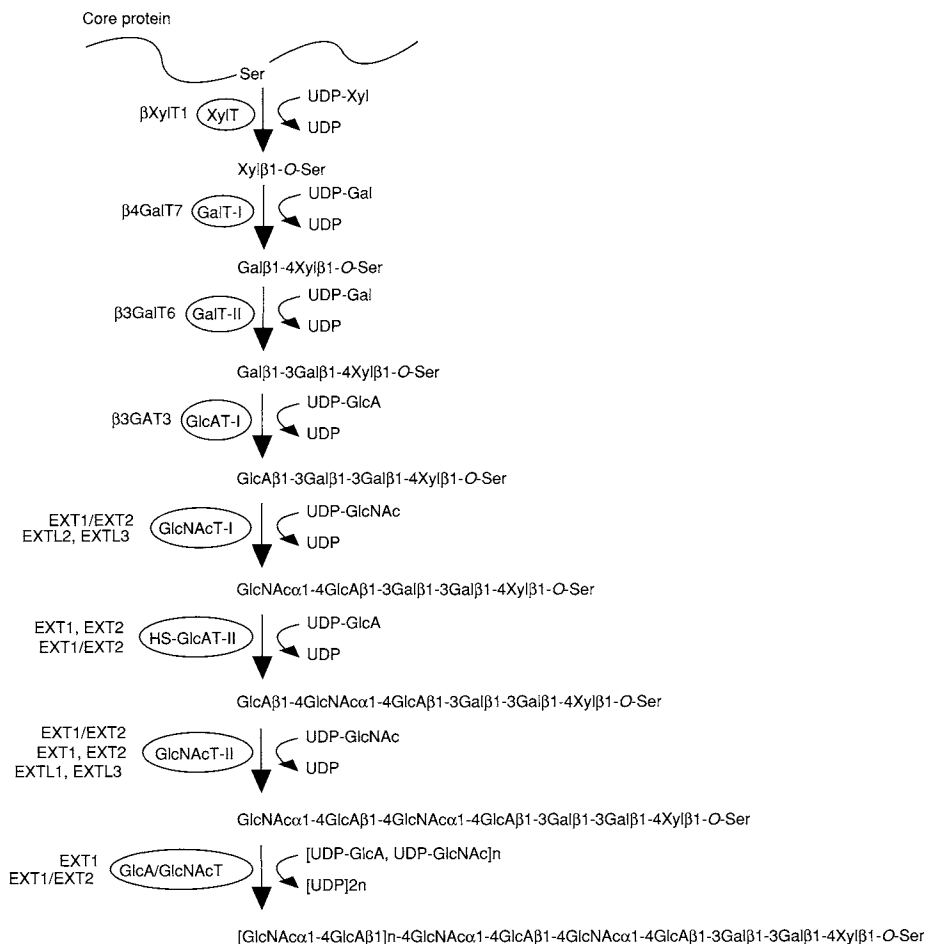 Core protein
Ser
βXylT1 XylT UDP-Xyl
UDP
Xylβ1-O-Ser
β4GalT7 GalT-I UDP-Gal
UDP
Galβ1-4Xylβ1-O-Ser
β3GalT6 GalT-II UDP-Gal
UDP
Galβ1-3Galβ1-4Xylβ1-O-Ser
β3GAT3 GlcAT-I UDP-GlcA
UDP
GlcAβ1-3Galβ1-3Galβ1-4Xylβ1-O-Ser
EXT1/EXT2 UDP-GlcNAc
EXTL2, EXTL3 GlcNAcT-I
UDP
GlcNAcα1-4GlcAβ1-3Galβ1-3Galβ1-4Xylβ1-O-Ser
EXT1, EXT2 UDP-GlcA
EXT1/EXT2 HS-GlcAT-II
UDP
GlcAβ1-4GlcNAcα1-4GlcAβ1-3Galβ1-3Galβ1-4Xylβ1-O-Ser
EXT1/EXT2 UDP-GlcNAc
EXT1, EXT2 GlcNAcT-II
EXTL1, EXTL3 UDP
GlcNAcα1-4GlcAβ1-4GlcNAcα1-4GlcAβ1-3Galβ1-3Galβ1-4Xylβ1-O-Ser
EXT1 [UDP-GlcA, UDP-GlcNAc]n
EXT1/EXT2 GlcA/GlcNAcT
[UDP]2n
[GlcNAcα1-4GlcAβ1]n-4GlcNAcα1-4GlcAβ1-4GlcNAcα1-4GlcAβ1-3Galβ1-3Galβ1-4Xylβ1-O-Ser